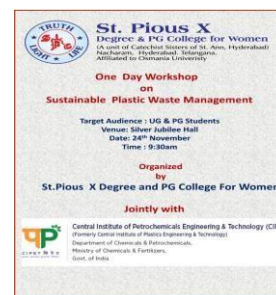 TRUTH
LIGHT
LIFE
St. Pious X
Degree & PG College for Women
(A unit of Catechist Sisters of St. Ann, Hyderabad)
Nacharam, Hyderabad. Telangana.
Affiliated to Osmania University
One Day Workshop
on
Sustainable Plastic Waste Management
Target Audience : UG & PG Students
Venue: Silver Jubilee Hall
Date: 24th November
Time : 9:30am
Organized
by
St.Pious X Degree and PG College For Women
Jointly with
Central Institute of Petrochemicals Engineering & Technology (CI
(Formerly Central Institute of Plastics Engineering & Technology)
Department of Chemicals & Petrochemicals,
Ministry of Chemicals & Fertilizers,
Govt. of India